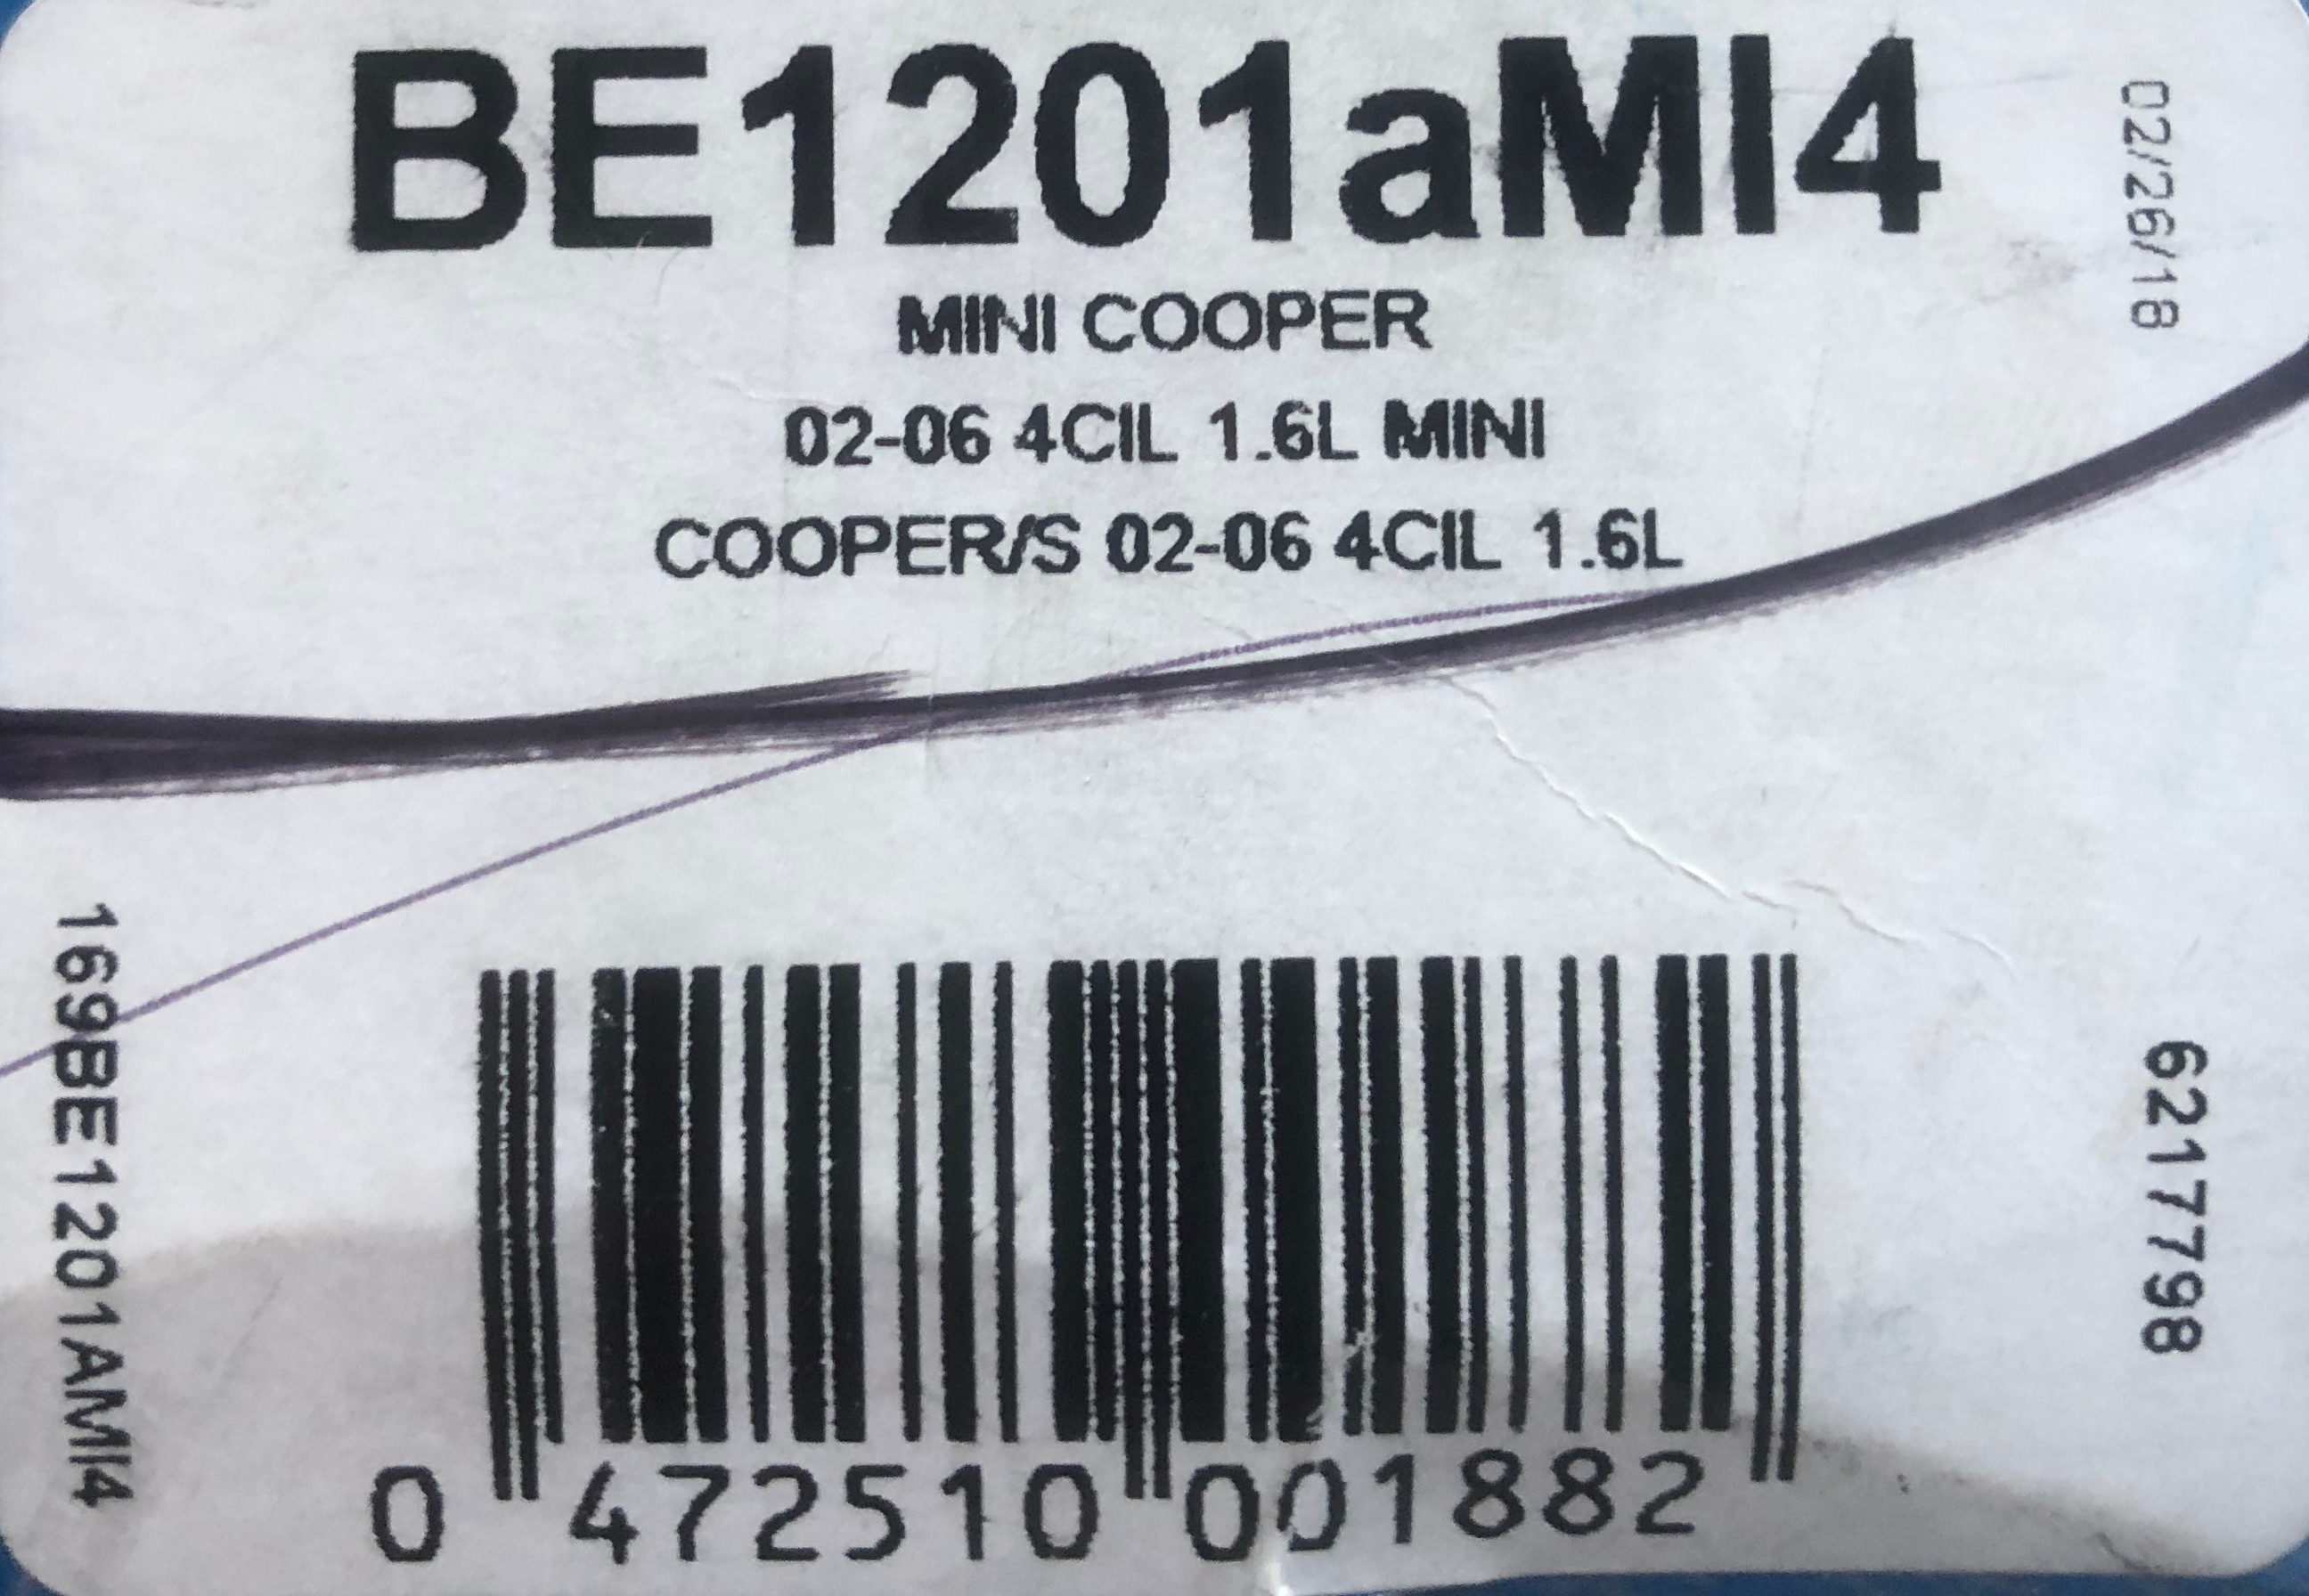 BE1201aMI4
02/26/18
MINI COOPER
02-06 4CIL 1.6L MINI
COOPER/S 02-06 4CIL 1.6L
169BE1201AMI4
6217798
0 472510 001882